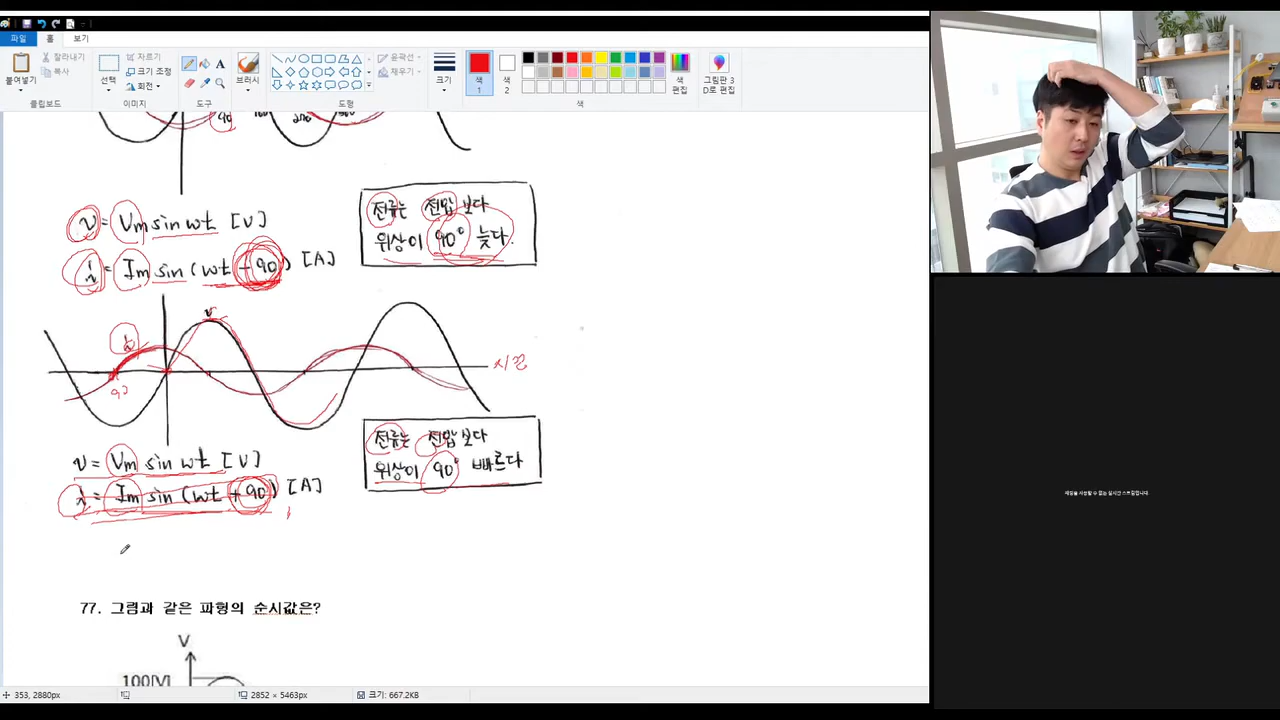 파일 홈 보기
붙여넣기
잘라내기
복사
클립보드
선택
자르기
크기 조정
회전
이미지
A
도구
브러시
윤곽선
채우기
도형
크기
색 1
색 2
색 편집
색
그림판 3D로 편집
90
v = Vm sin wt [V]
i = Im sin (wt - 90) [A]
전류는 전압보다
위상이 90° 늦다.
v
i
90
v = Vm sin wt [V]
i = Im sin (wt + 90) [A]
전류는 전압보다
위상이 90° 빠르다
77. 그림과 같은 파형의 순시값은?
V
100[V]
353, 2880px
2852 × 5463px
크기: 667.2KB